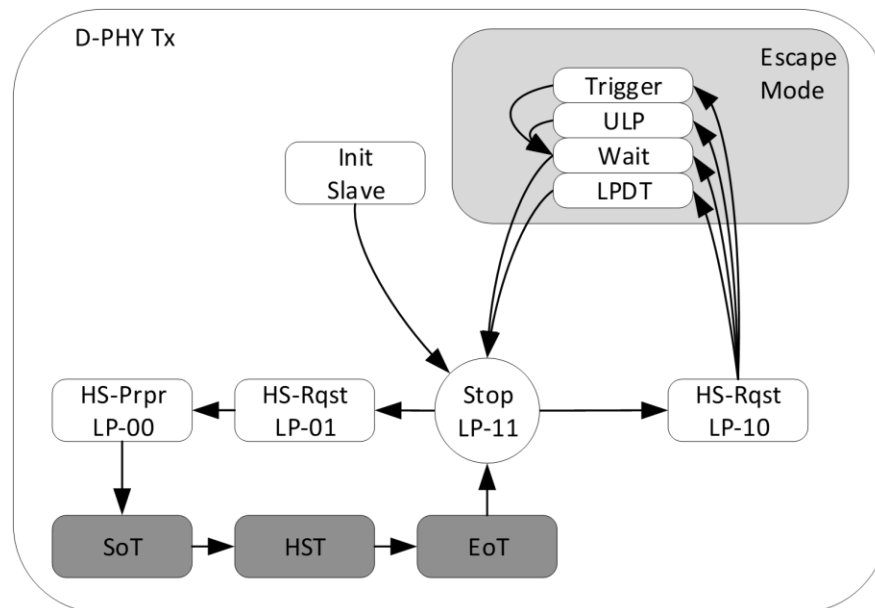 D-PHY Tx
Escape
Mode
Trigger
ULP
Wait
LPDT
Init
Slave
HS-Prpr
LP-00
HS-Rqst
LP-01
Stop
LP-11
HS-Rqst
LP-10
SoT
HST
EoT